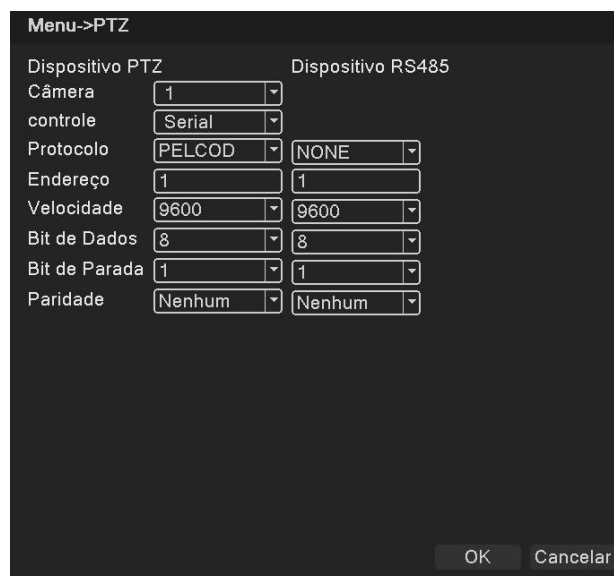 Menu->PTZ
Dispositivo PTZ Dispositivo RS485
Câmera 1
controle Serial
Protocolo PELCOD NONE
Endereço 1 1
Velocidade 9600 9600
Bit de Dados 8 8
Bit de Parada 1 1
Paridade Nenhum Nenhum
OK Cancelar